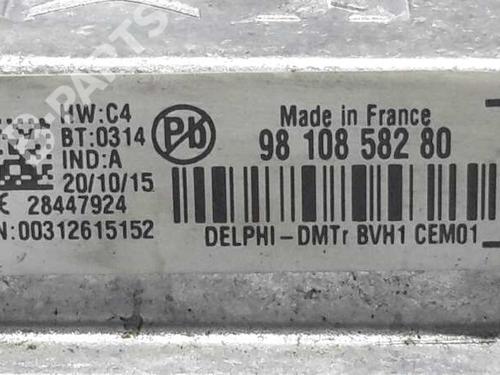 HW:C4
BT:0314
IND:A
20/10/15
28447924
N:00312615152
Pb
Made in France
98 108 582 80
DELPHI-DMTr BVH1 CEM01